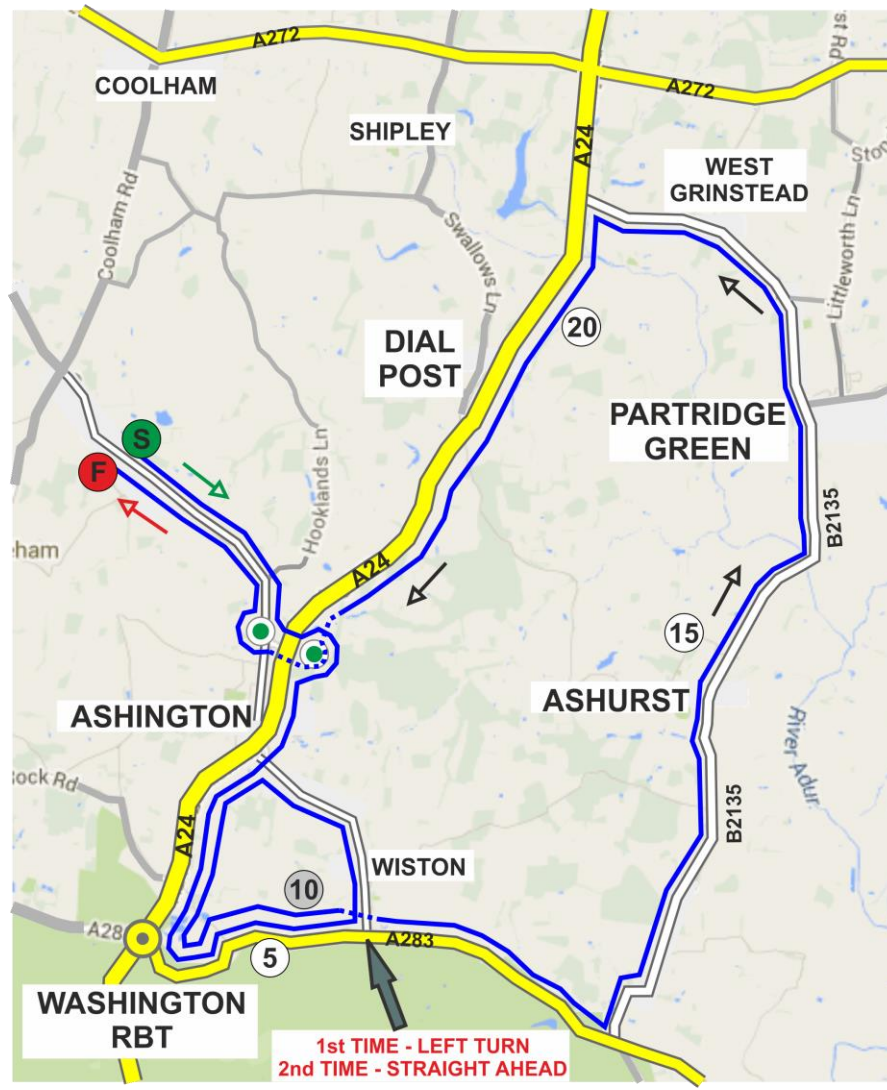 A272
COOLHAM
SHIPLEY
A272
A24
WEST
GRINSTEAD
Coolham Rd
Swallows Ln
Littleworth Ln
20
DIAL
POST
PARTRIDGE
GREEN
S
F
Hooklands Ln
A24
B2135
15
ASHINGTON
ASHURST
River Adur
A24
WISTON
B2135
10
A28
A283
5
WASHINGTON
RBT
1st TIME - LEFT TURN
2nd TIME - STRAIGHT AHEAD